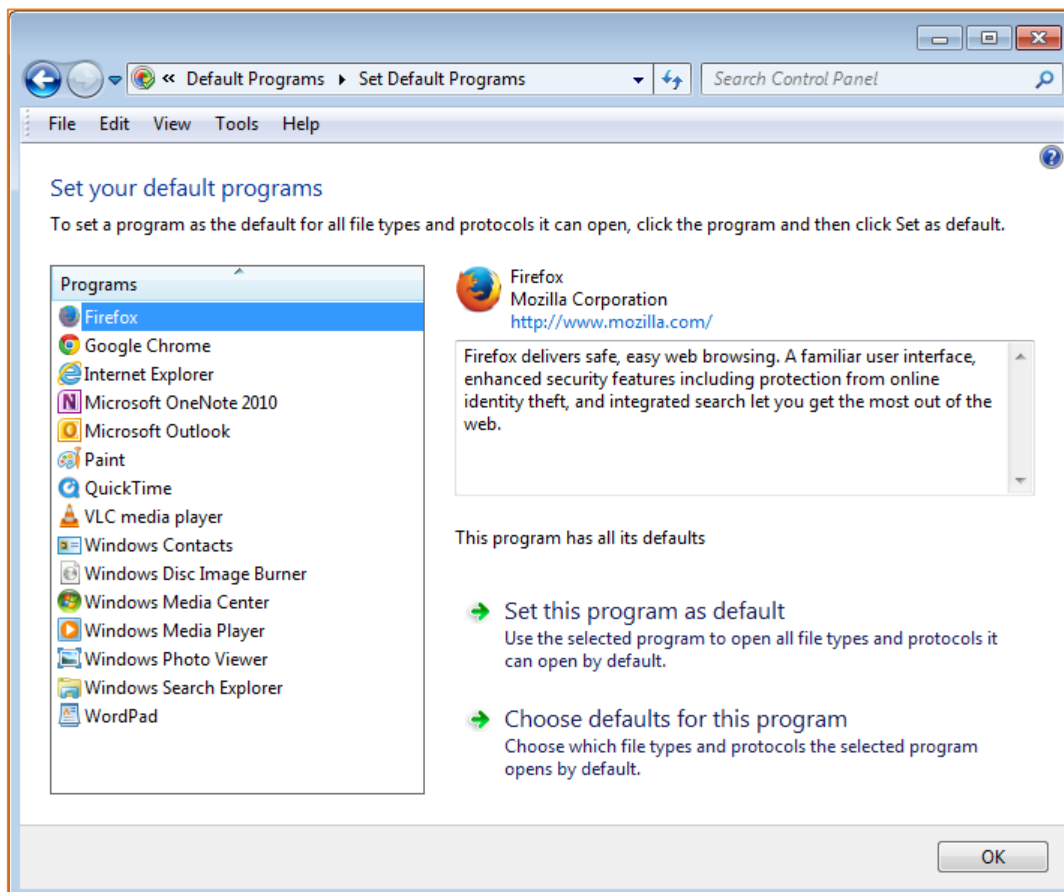 « Default Programs ▸ Set Default Programs
Search Control Panel
File Edit View Tools Help
Set your default programs
To set a program as the default for all file types and protocols it can open, click the program and then click Set as default.
Programs
Firefox
Google Chrome
Internet Explorer
Microsoft OneNote 2010
Microsoft Outlook
Paint
QuickTime
VLC media player
Windows Contacts
Windows Disc Image Burner
Windows Media Center
Windows Media Player
Windows Photo Viewer
Windows Search Explorer
WordPad
Firefox
Mozilla Corporation
http://www.mozilla.com/
Firefox delivers safe, easy web browsing. A familiar user interface,
enhanced security features including protection from online
identity theft, and integrated search let you get the most out of the
web.
This program has all its defaults
Set this program as default
Use the selected program to open all file types and protocols it
can open by default.
Choose defaults for this program
Choose which file types and protocols the selected program
opens by default.
OK